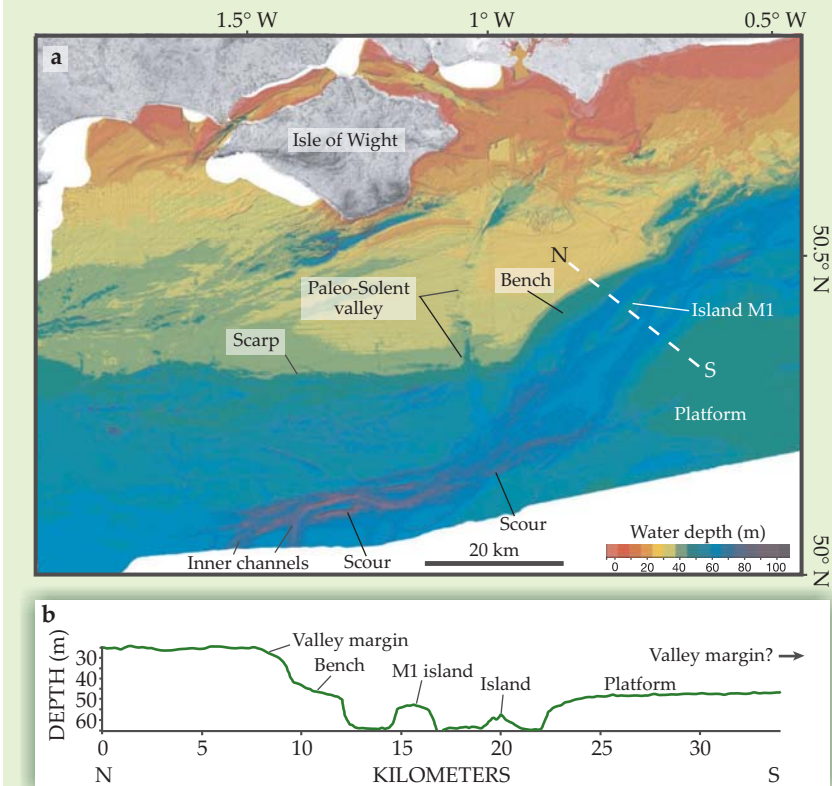 1.5° W 1° W 0.5° W
a
Isle of Wight
50.5° N
N
Paleo-Solent
valley
Bench
Island M1
Scarp
S
Platform
Scour
Water depth (m)
0 20 40 60 80 100
Inner channels
Scour
20 km
50° N
b
DEPTH (m)
30
40
50
60
Valley margin
Bench
M1 island
Island
Platform
Valley margin?
0 5 10 15 20 25 30
N KILOMETERS S